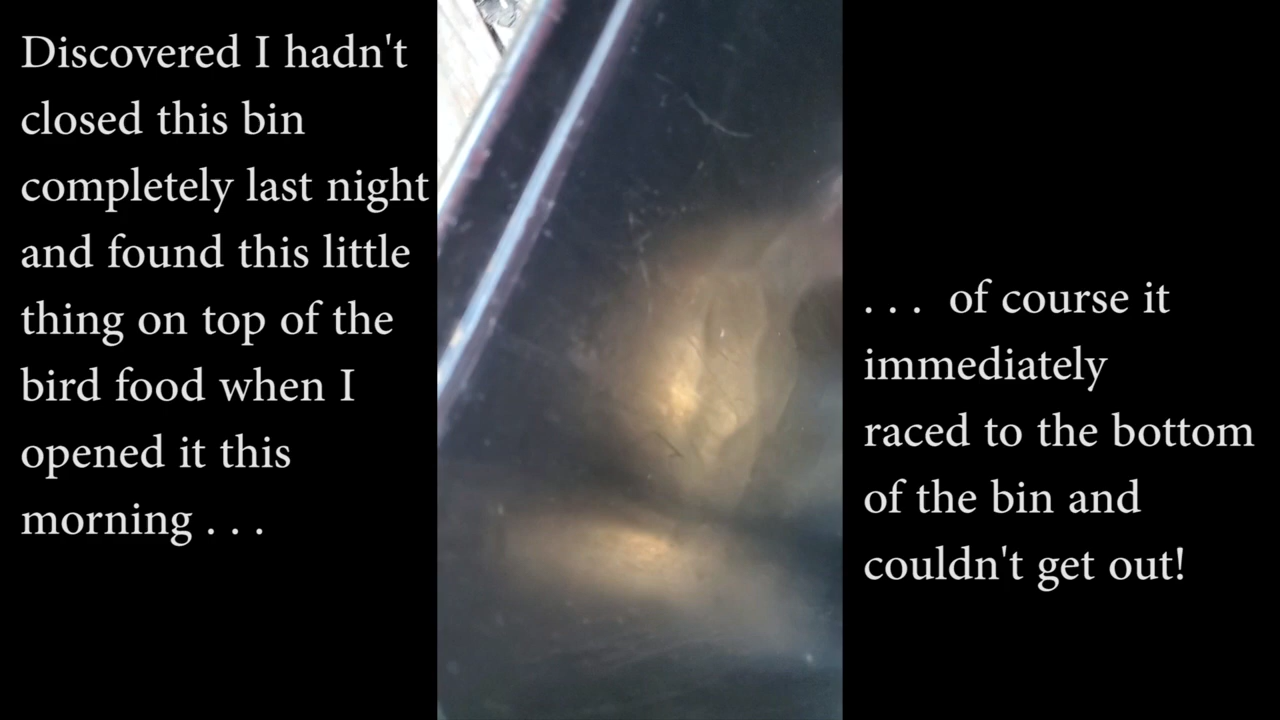 Discovered I hadn't
closed this bin
completely last night
and found this little
thing on top of the
bird food when I
opened it this
morning . . .
. . . of course it
immediately
raced to the bottom
of the bin and
couldn't get out!